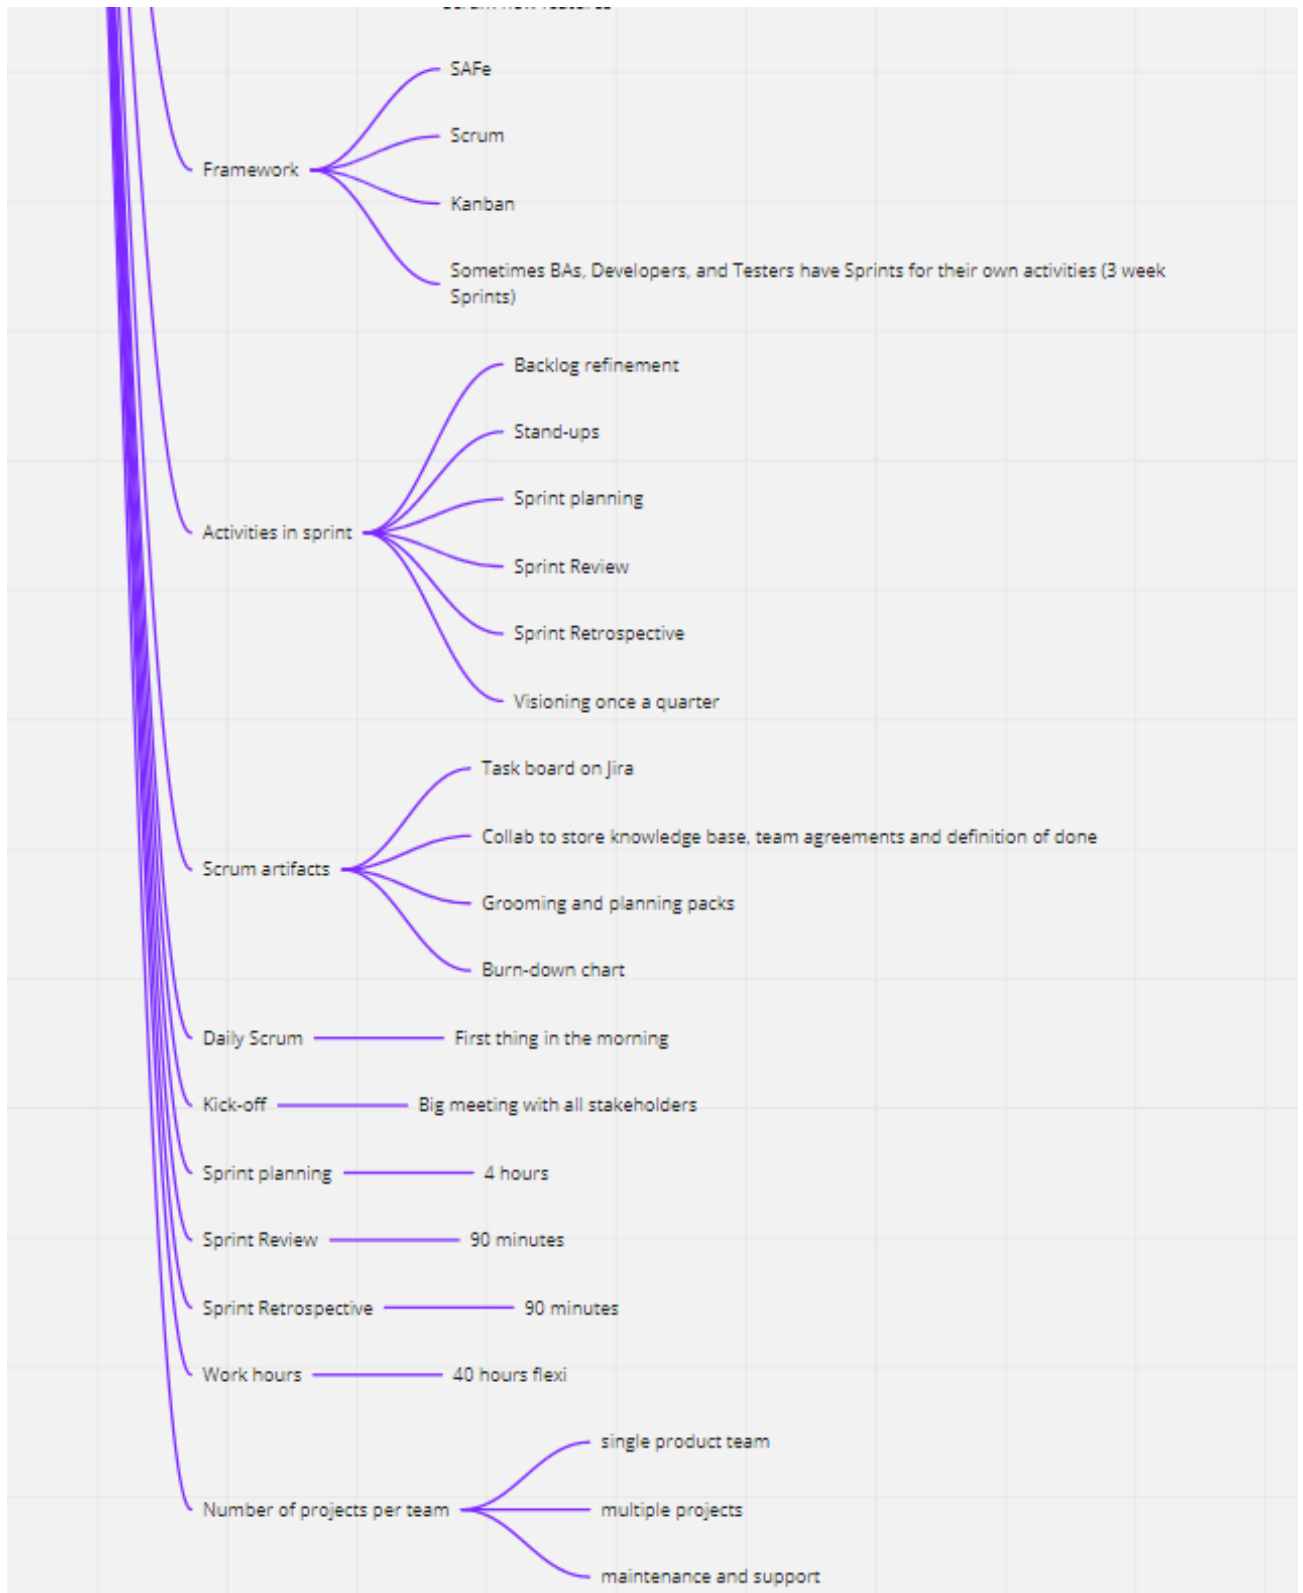 SAFe
Scrum
Framework
Kanban
Sometimes BAs, Developers, and Testers have Sprints for their own activities (3 week
Sprints)
Backlog refinement
Stand-ups
Sprint planning
Activities in sprint
Sprint Review
Sprint Retrospective
Visioning once a quarter
Task board on Jira
Collab to store knowledge base, team agreements and definition of done
Scrum artifacts
Grooming and planning packs
Burn-down chart
Daily Scrum First thing in the morning
Kick-off Big meeting with all stakeholders
Sprint planning 4 hours
Sprint Review 90 minutes
Sprint Retrospective 90 minutes
Work hours 40 hours flexi
single product team
Number of projects per team multiple projects
maintenance and support